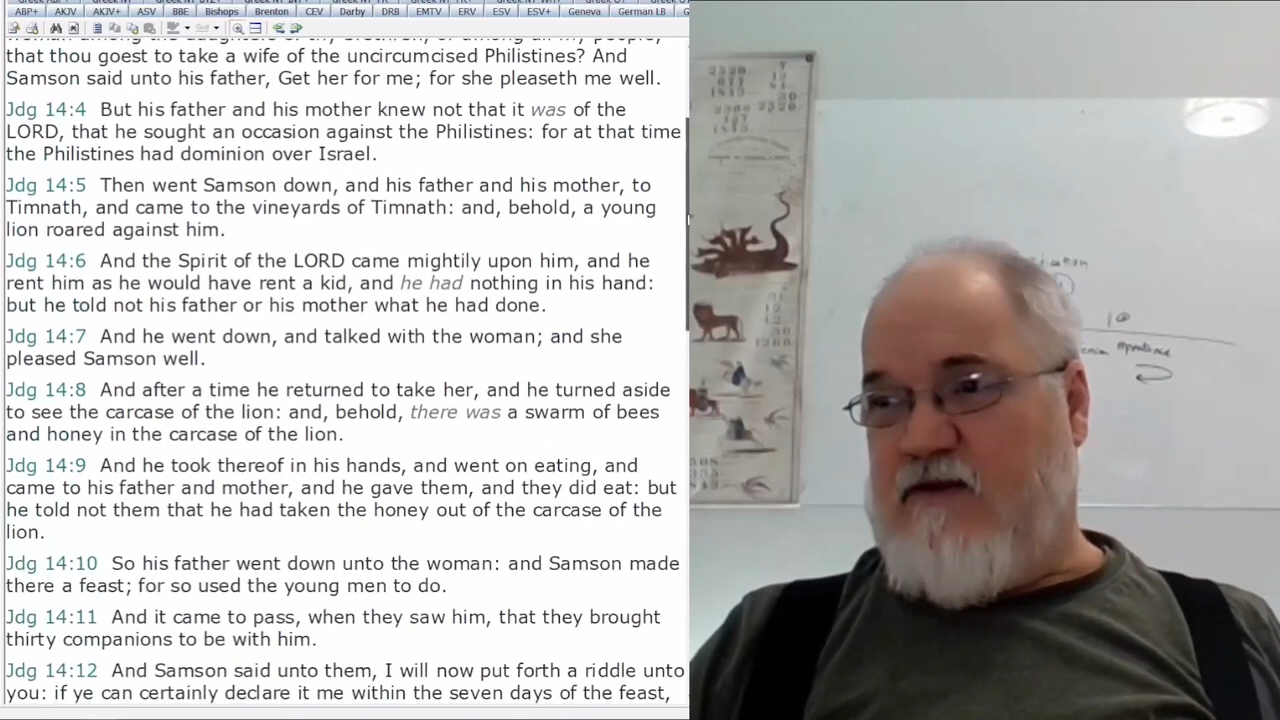 ABP+ AKJV AKJV+ ASV BBE Bishops Brenton CEV Darby DRB EMTV ERV ESV ESV+ Geneva German LB
that thou goest to take a wife of the uncircumcised Philistines? And
Samson said unto his father, Get her for me; for she pleaseth me well.
Jdg 14:4 But his father and his mother knew not that it was of the
LORD, that he sought an occasion against the Philistines: for at that time
the Philistines had dominion over Israel.
Jdg 14:5 Then went Samson down, and his father and his mother, to
Timnath, and came to the vineyards of Timnath: and, behold, a young
lion roared against him.
Jdg 14:6 And the Spirit of the LORD came mightily upon him, and he
rent him as he would have rent a kid, and he had nothing in his hand:
but he told not his father or his mother what he had done.
Jdg 14:7 And he went down, and talked with the woman; and she
pleased Samson well.
Jdg 14:8 And after a time he returned to take her, and he turned aside
to see the carcase of the lion: and, behold, there was a swarm of bees
and honey in the carcase of the lion.
Jdg 14:9 And he took thereof in his hands, and went on eating, and
came to his father and mother, and he gave them, and they did eat: but
he told not them that he had taken the honey out of the carcase of the
lion.
Jdg 14:10 So his father went down unto the woman: and Samson made
there a feast; for so used the young men to do.
Jdg 14:11 And it came to pass, when they saw him, that they brought
thirty companions to be with him.
Jdg 14:12 And Samson said unto them, I will now put forth a riddle unto
you: if ye can certainly declare it me within the seven days of the feast,
2520